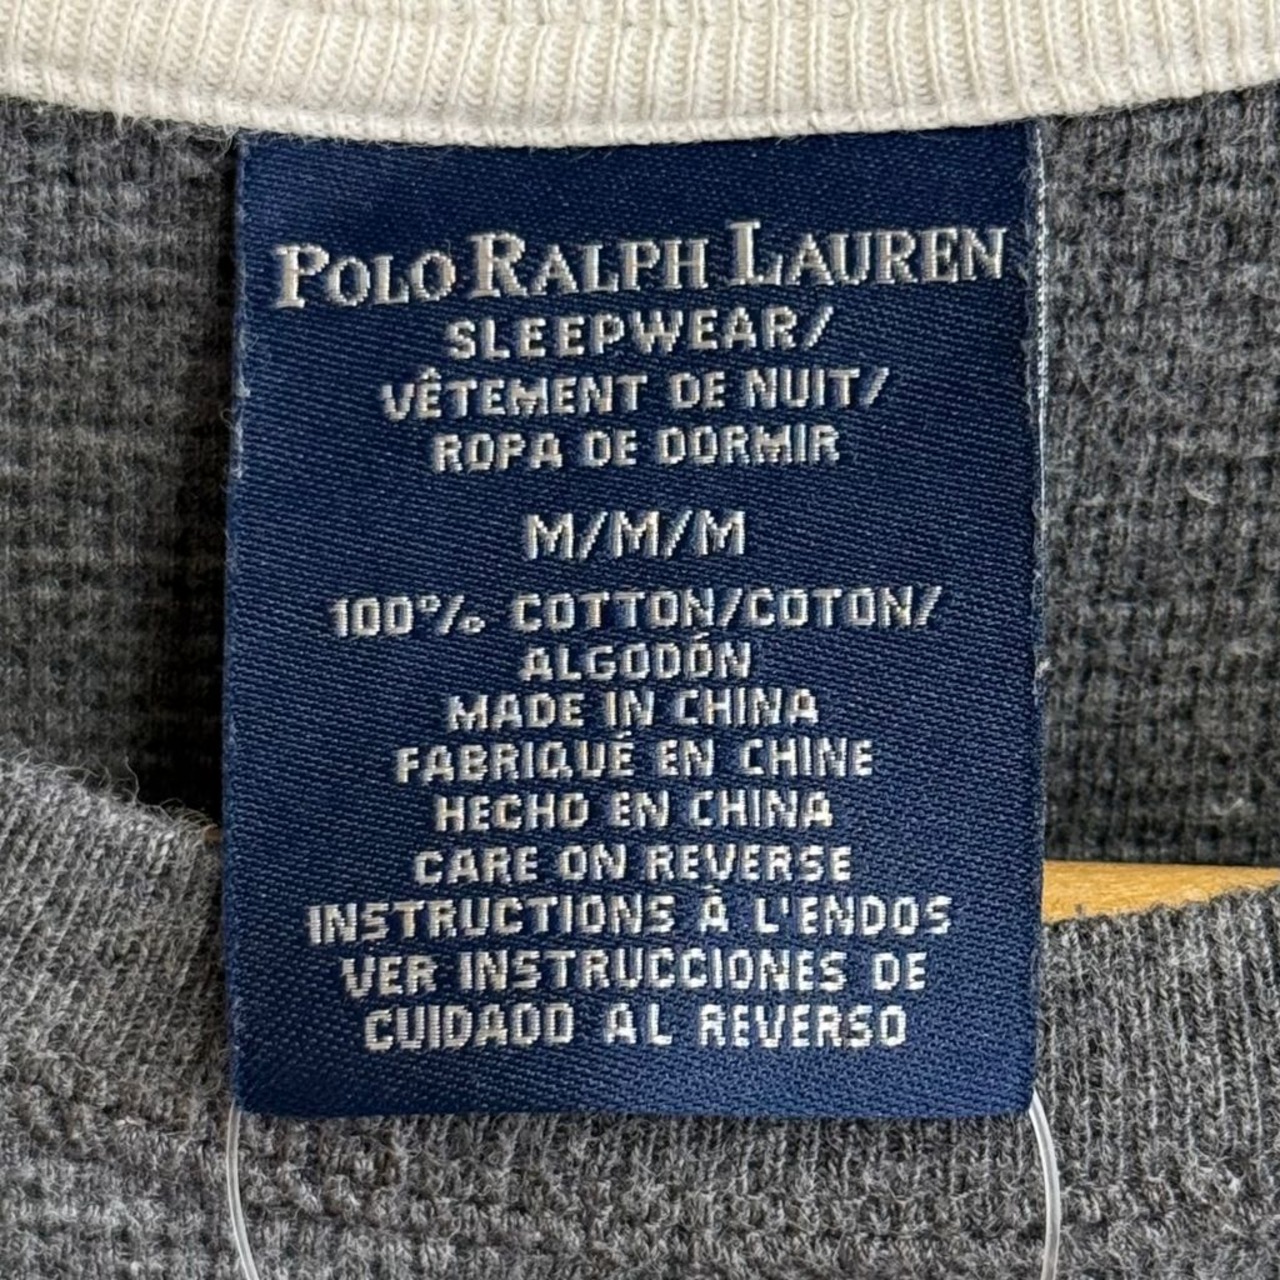 POLO RALPH LAUREN
SLEEPWEAR/
VÊTEMENT DE NUIT/
ROPA DE DORMIR
M/M/M
100% COTTON/COTON/
ALGODÓN
MADE IN CHINA
FABRIQUÉ EN CHINE
HECHO EN CHINA
CARE ON REVERSE
INSTRUCTIONS À L'ENDOS
VER INSTRUCCIONES DE
CUIDADO AL REVERSO